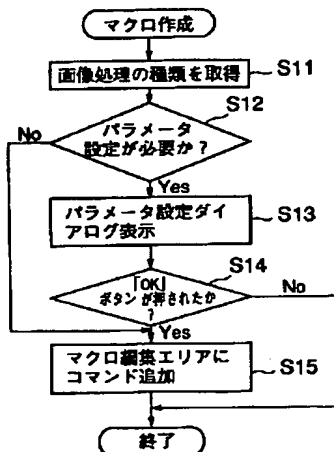 マクロ作成
画像処理の種類を取得
S11
S12
No
パラメータ
設定が必要か?
Yes
パラメータ設定ダイ
アログ表示
S13
S14
「OK」
ボタンが押されたか
?
No
Yes
マクロ編集エリアに
コマンド追加
S15
終了